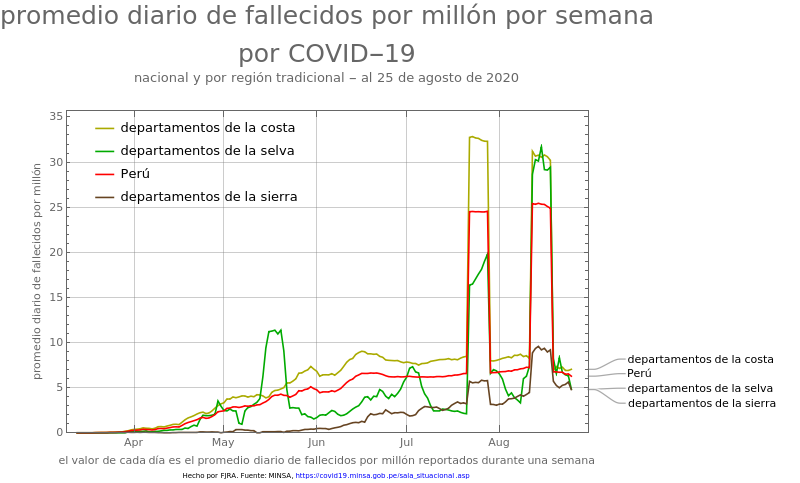 promedio diario de fallecidos por millón por semana
por COVID−19
nacional y por región tradicional − al 25 de agosto de 2020
promedio diario de fallecidos por millón
35
30
25
20
15
10
5
0
departamentos de la costa
departamentos de la selva
Perú
departamentos de la sierra
Apr May Jun Jul Aug
departamentos de la costa
Perú
departamentos de la selva
departamentos de la sierra
el valor de cada día es el promedio diario de fallecidos por millón reportados durante una semana
Hecho por FJRA. Fuente: MINSA, https://covid19.minsa.gob.pe/sala_situacional.asp